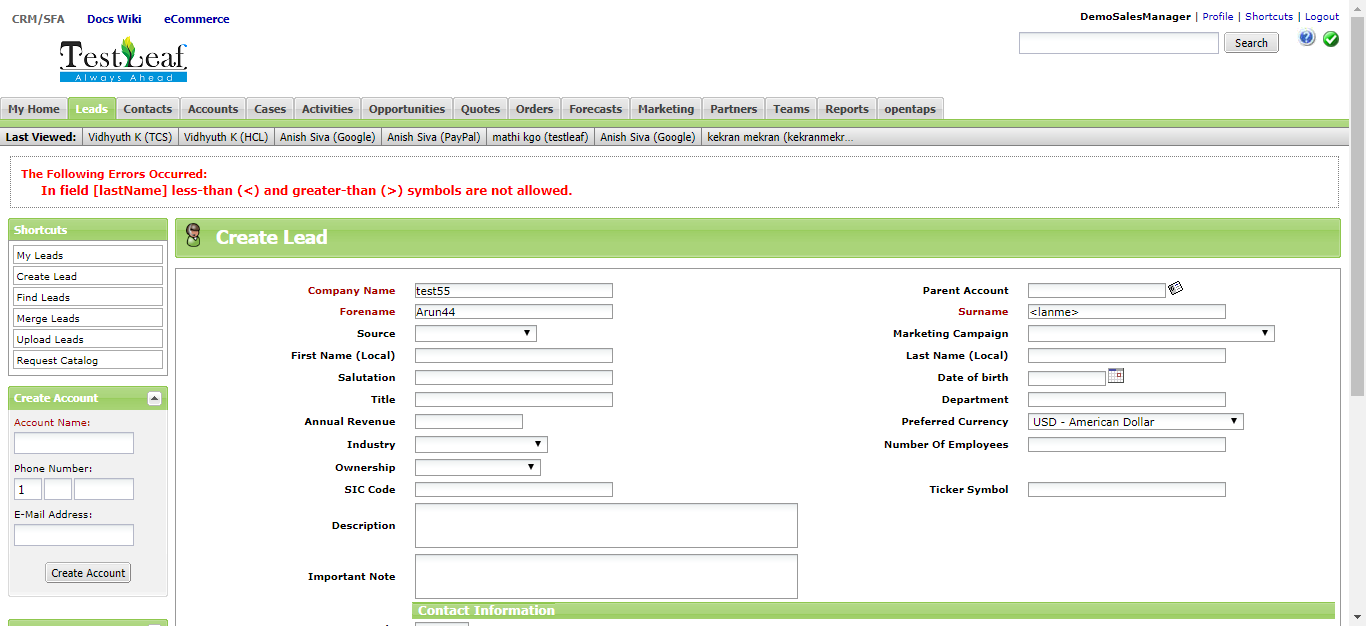 CRM/SFA Docs Wiki eCommerce
DemoSalesManager | Profile | Shortcuts | Logout
TestLeaf
Always Ahead
Search
My Home Leads Contacts Accounts Cases Activities Opportunities Quotes Orders Forecasts Marketing Partners Teams Reports opentaps
Last Viewed: Vidhyuth K (TCS) Vidhyuth K (HCL) Anish Siva (Google) Anish Siva (PayPal) mathi kgo (testleaf) Anish Siva (Google) kekran mekran (kekranmekr...
The Following Errors Occurred:
In field [lastName] less-than (<) and greater-than (>) symbols are not allowed.
Shortcuts
My Leads
Create Lead
Find Leads
Merge Leads
Upload Leads
Request Catalog
Create Account
Account Name:
Phone Number:
1
E-Mail Address:
Create Account
Create Lead
Company Name test55 Parent Account
Forename Arun44 Surname <lanme>
Source Marketing Campaign
First Name (Local) Last Name (Local)
Salutation Date of birth
Title Department
Annual Revenue Preferred Currency USD - American Dollar
Industry Number Of Employees
Ownership
SIC Code Ticker Symbol
Description
Important Note
Contact Information